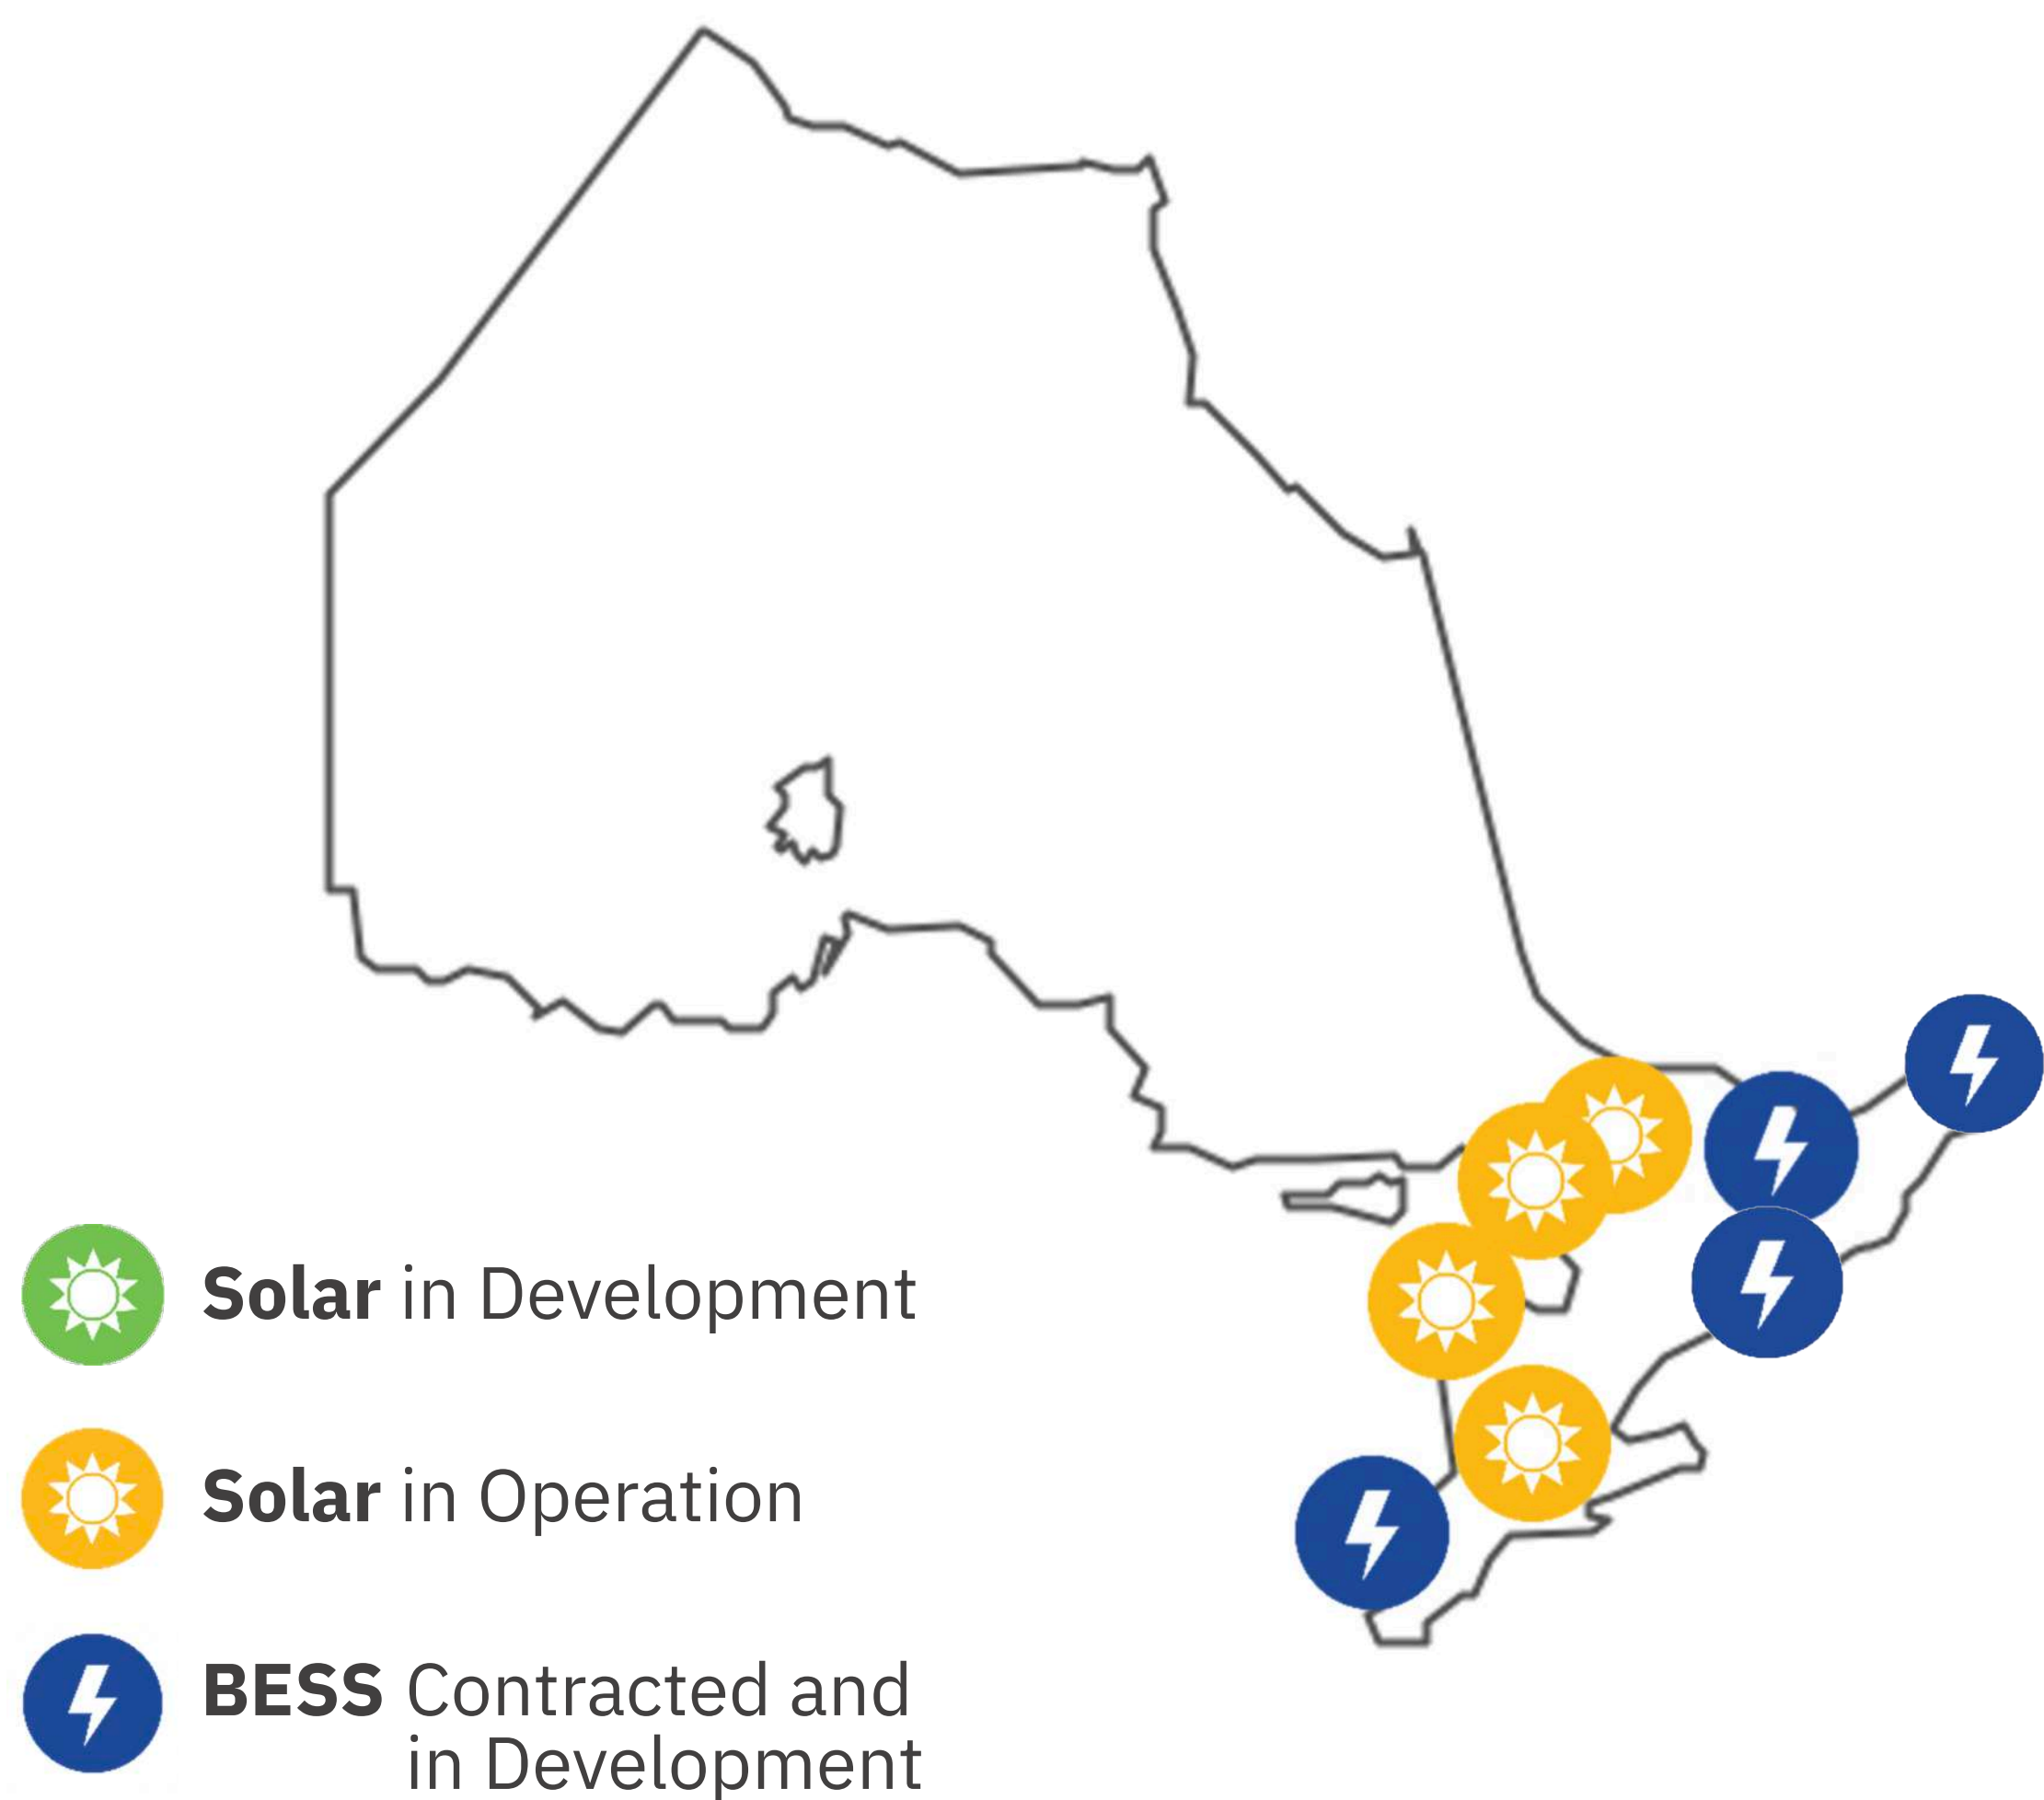 Solar in Development
Solar in Operation
BESS Contracted and
in Development